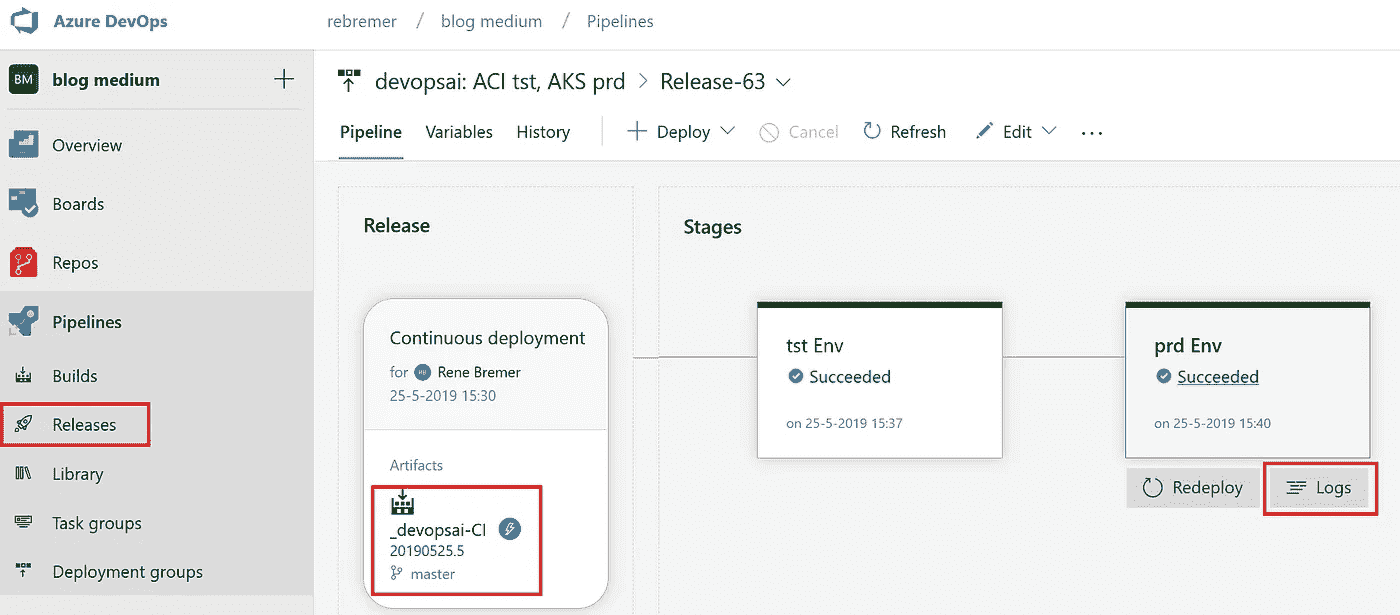 Azure DevOps
rebremer / blog medium / Pipelines
BM blog medium
Overview
Boards
Repos
Pipelines
Builds
Releases
Library
Task groups
Deployment groups
devopsai: ACI tst, AKS prd > Release-63
Pipeline Variables History Deploy Cancel Refresh Edit ...
Release
Continuous deployment
for Rene Bremer
25-5-2019 15:30
Artifacts
_devopsai-CI
20190525.5
master
Stages
tst Env
Succeeded
on 25-5-2019 15:37
prd Env
Succeeded
on 25-5-2019 15:40
Redeploy Logs